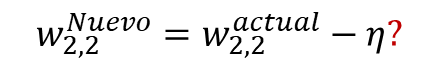 w_{2,2}^{Nuevo} = w_{2,2}^{actual} − η?